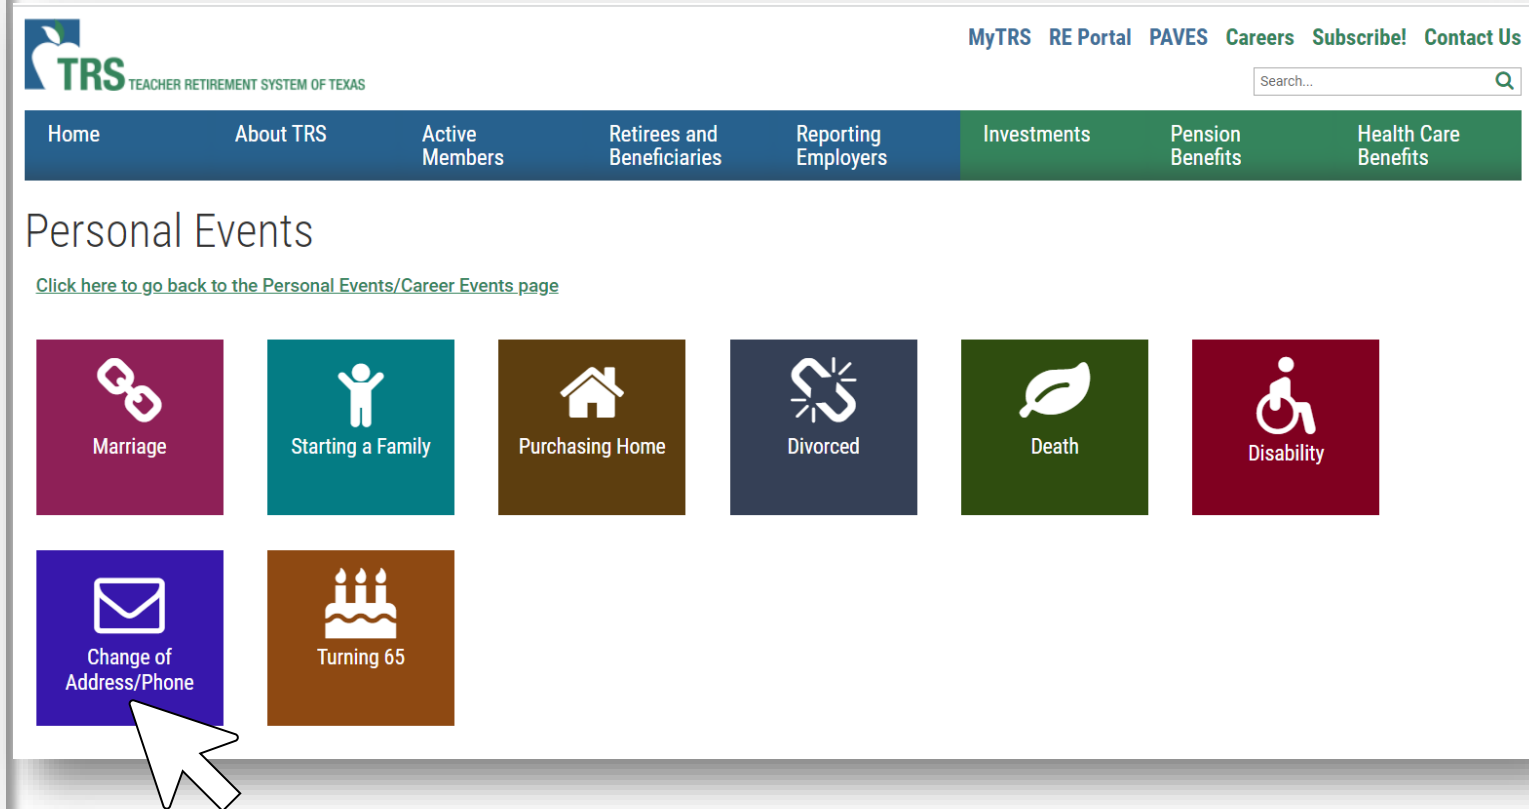 TRS TEACHER RETIREMENT SYSTEM OF TEXAS
MyTRS RE Portal PAVES Careers Subscribe! Contact Us
Search...
Home
About TRS
Active
Members
Retirees and
Beneficiaries
Reporting
Employers
Investments
Pension
Benefits
Health Care
Benefits
Personal Events
Click here to go back to the Personal Events/Career Events page
Marriage
Starting a Family
Purchasing Home
Divorced
Death
Disability
Change of
Address/Phone
Turning 65